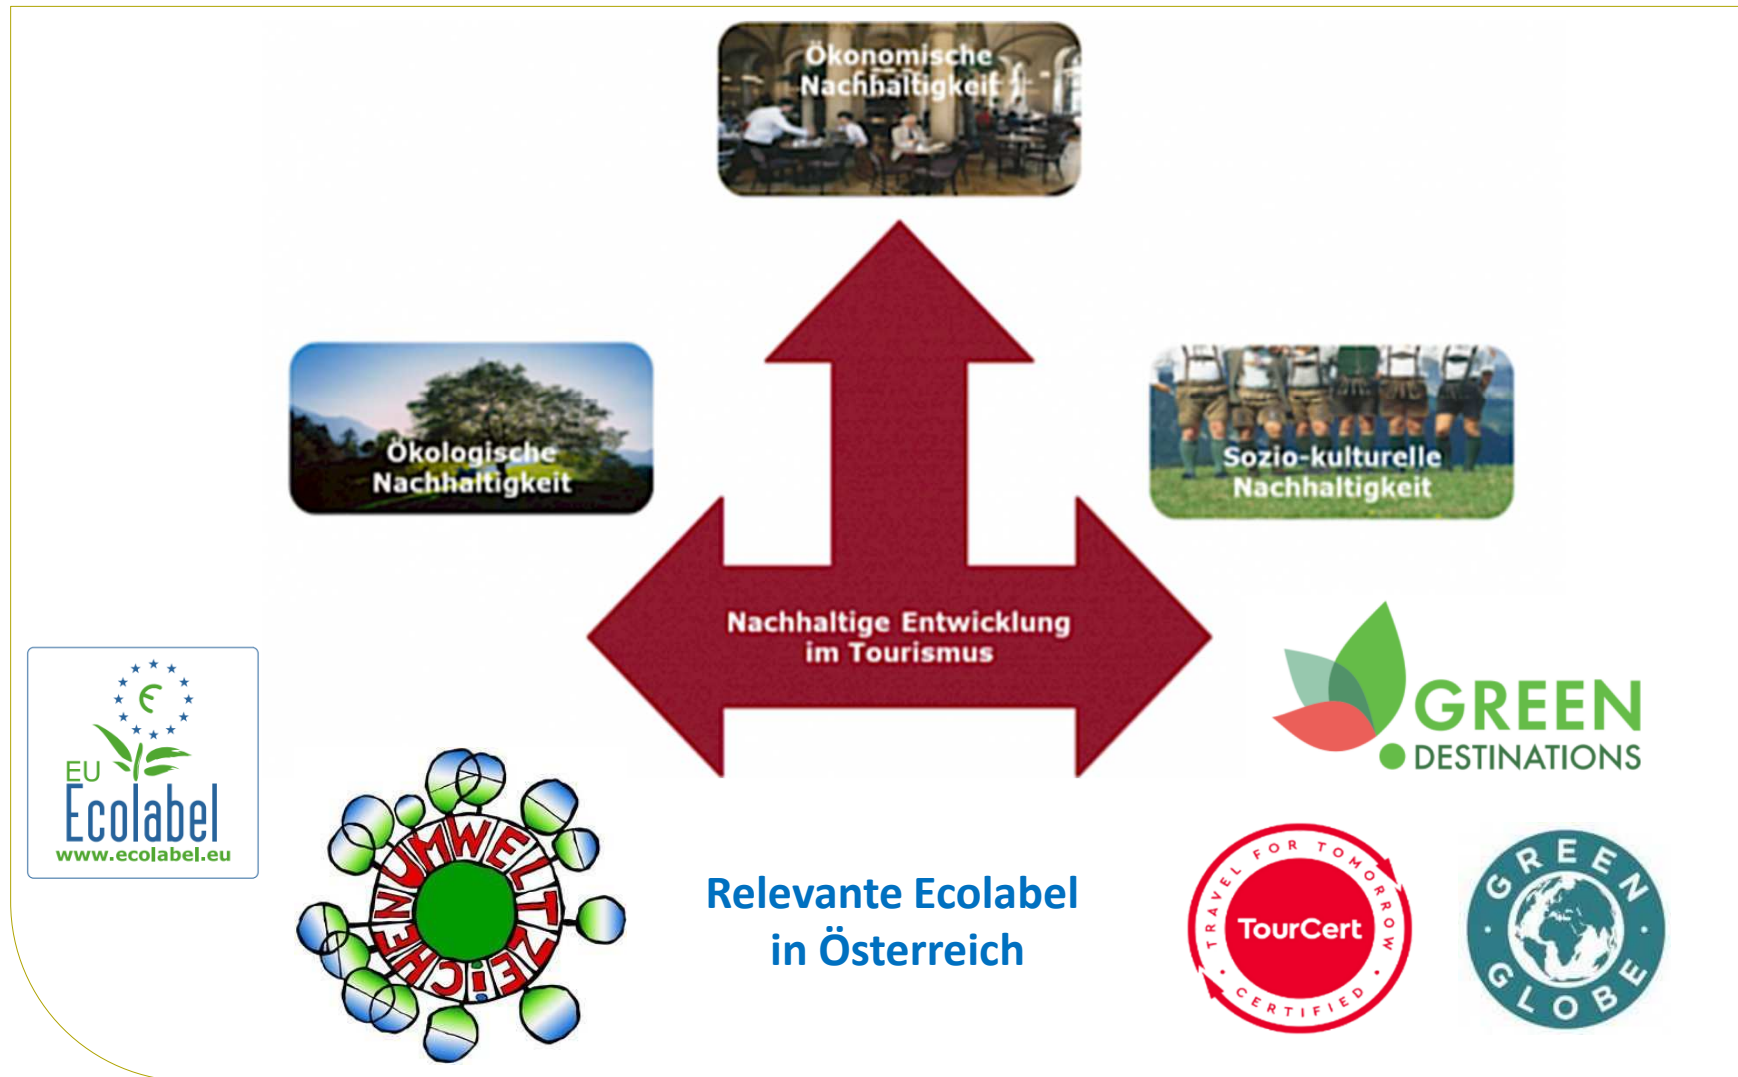 Ökonomische
Nachhaltigkeit
Ökologische
Nachhaltigkeit
Sozio-kulturelle
Nachhaltigkeit
Nachhaltige Entwicklung
im Tourismus
EU
Ecolabel
www.ecolabel.eu
UMWELTZEiCHEN
Relevante Ecolabel
in Österreich
GREEN
DESTINATIONS
TRAVEL FOR TOMORROW
TourCert
CERTIFIED
GREEN
GLOBE